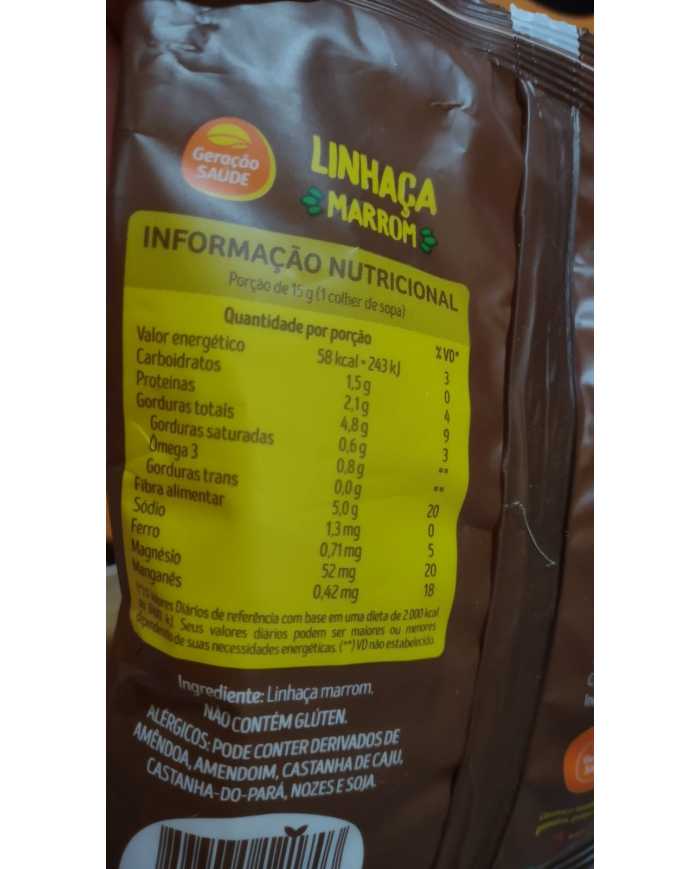 Geração
SAÚDE
LINHAÇA
MARROM
INFORMAÇÃO NUTRICIONAL
Porção de 15 g (1 colher de sopa)
Quantidade por porção %VD*
Valor energético 58 kcal = 243 kJ 3
Carboidratos 1,5 g 0
Proteínas 2,1 g 4
Gorduras totais 4,8 g 9
Gorduras saturadas 0,6 g 3
Ômega 3 0,8 g **
Gorduras trans 0,0 g **
Fibra alimentar 5,0 g 20
Sódio 1,3 mg 0
Ferro 0,71 mg 5
Magnésio 52 mg 20
Manganês 0,42 mg 18
Valores Diários de referência com base em uma dieta de 2.000 kcal
kJ. Seus valores diários podem ser maiores ou menores
dependendo de suas necessidades energéticas. (**) VD não estabelecido.
Ingrediente: Linhaça marrom.
NÃO CONTÉM GLÚTEN.
ALÉRGICOS: PODE CONTER DERIVADOS DE
AMÊNDOA, AMENDOIM, CASTANHA DE CAJU,
CASTANHA-DO-PARÁ, NOZES E SOJA.